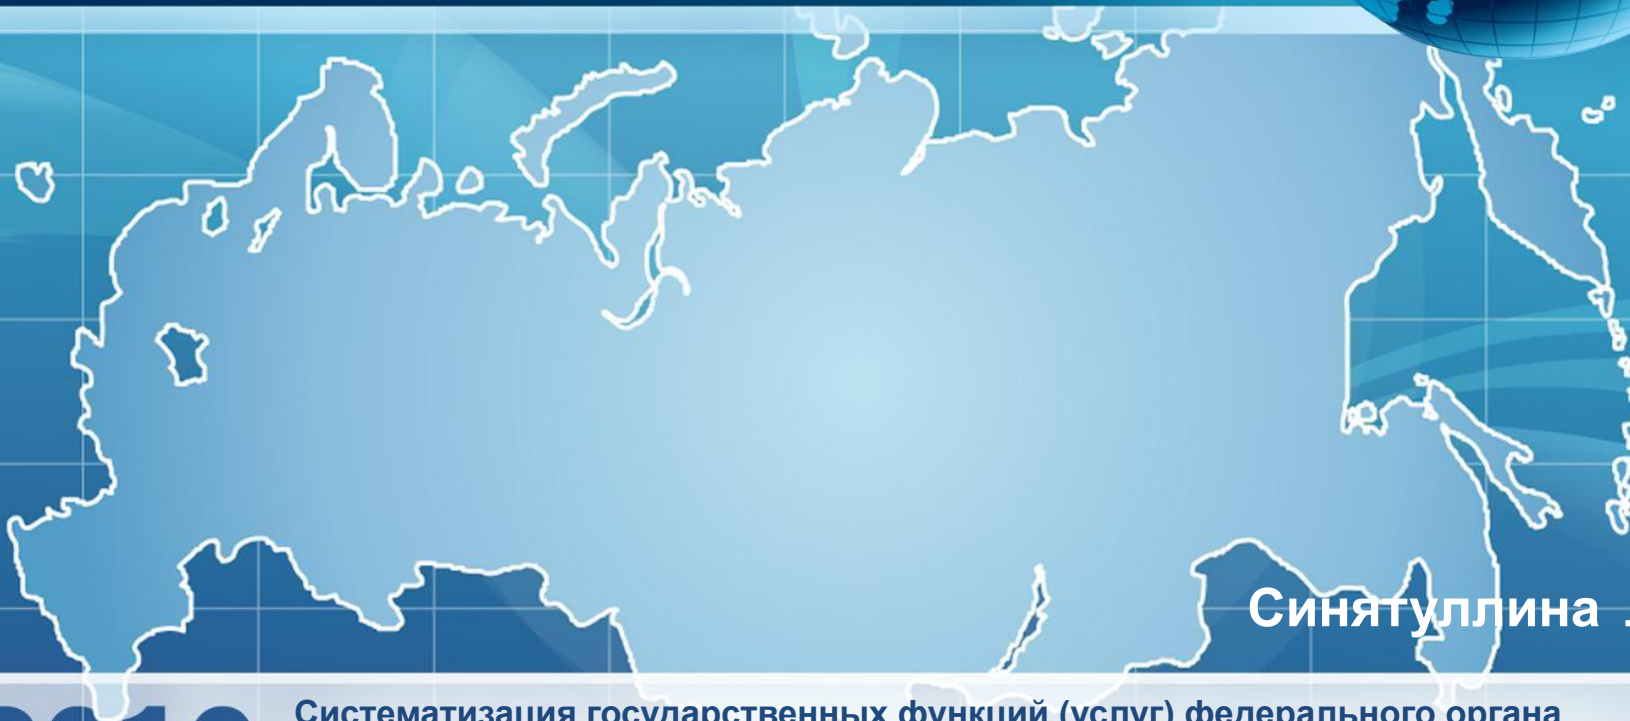 Синятуллина
Систематизация государственных функций (услуг) федерального органа